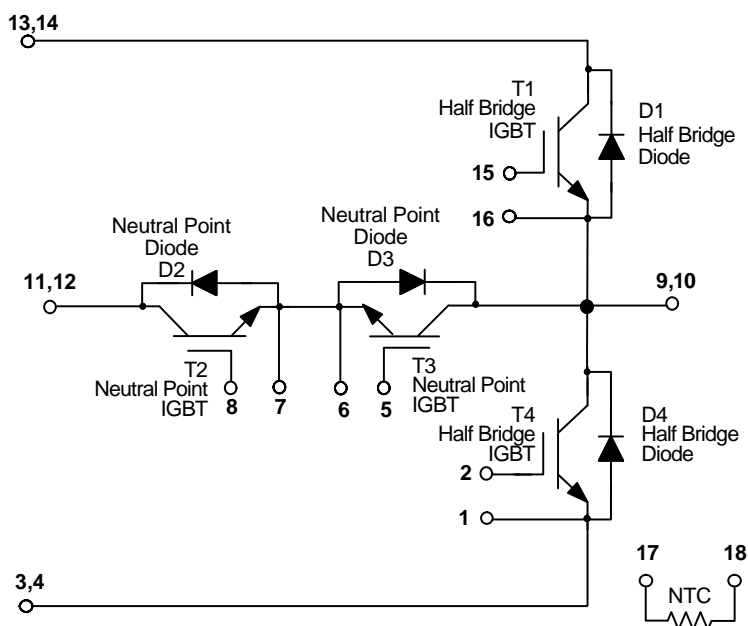 13,14
T1
Half Bridge
IGBT
D1
Half Bridge
Diode
15
16
Neutral Point
Diode
D2
Neutral Point
Diode
D3
11,12
9,10
T2
Neutral Point
IGBT
8
7
6
5
T3
Neutral Point
IGBT
T4
Half Bridge
IGBT
D4
Half Bridge
Diode
2
1
3,4
17
18
NTC